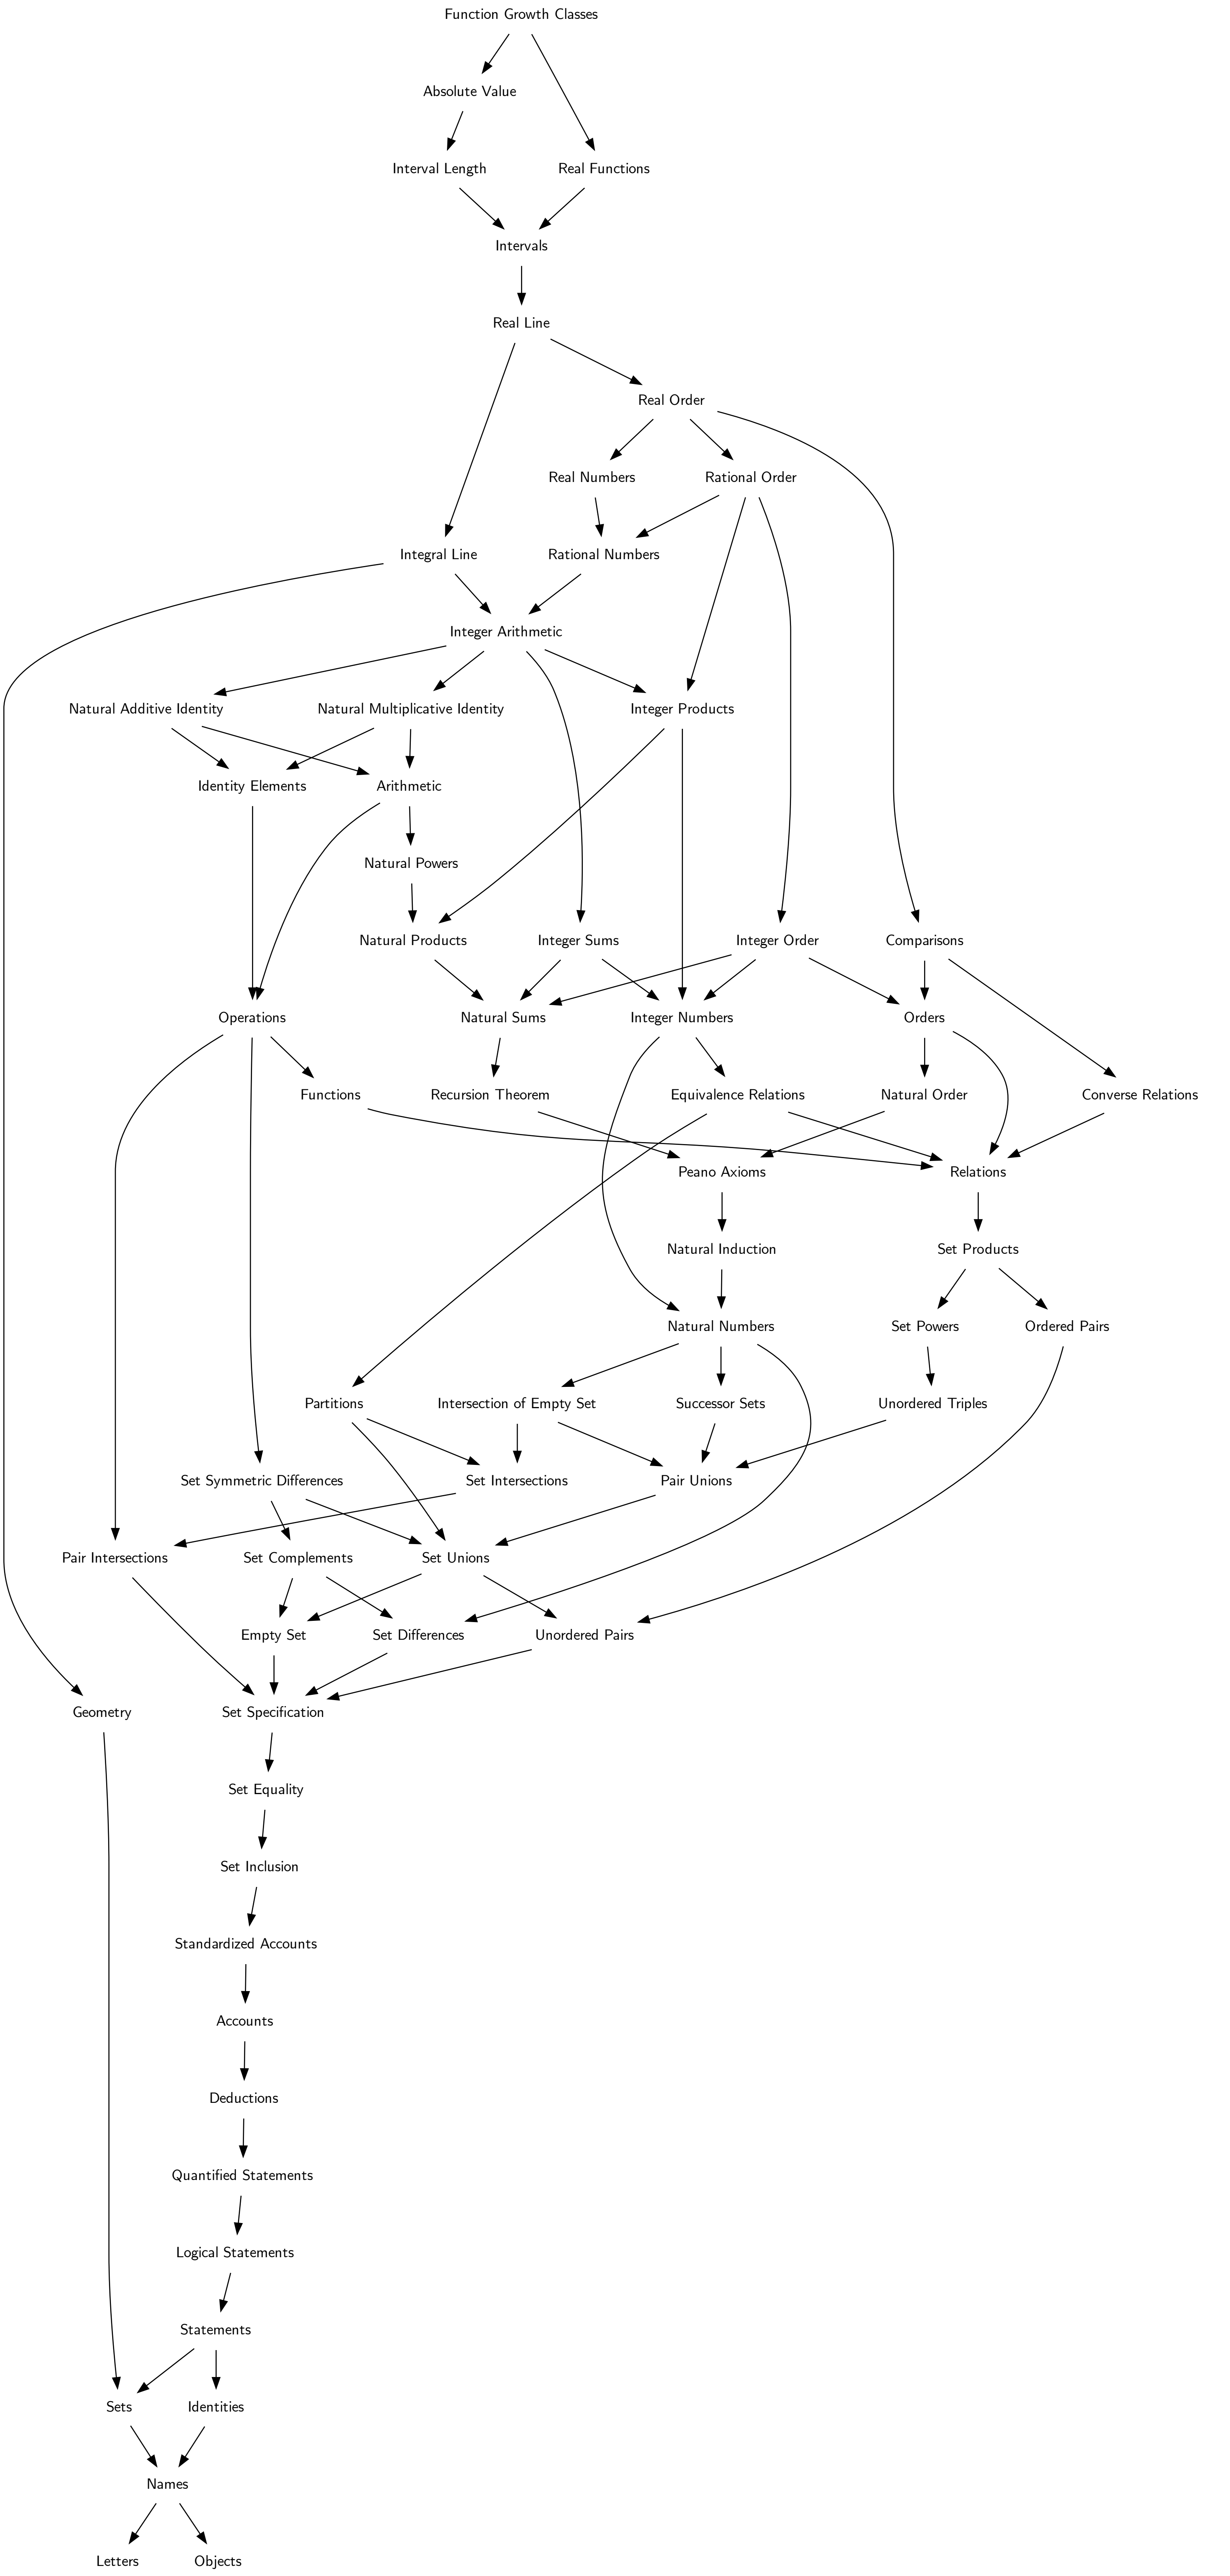 Function Growth Classes
Absolute Value
Interval Length
Real Functions
Intervals
Real Line
Real Order
Real Numbers
Rational Order
Integral Line
Rational Numbers
Integer Arithmetic
Natural Additive Identity
Natural Multiplicative Identity
Integer Products
Identity Elements
Arithmetic
Natural Powers
Natural Products
Integer Sums
Integer Order
Comparisons
Operations
Natural Sums
Integer Numbers
Orders
Functions
Recursion Theorem
Equivalence Relations
Natural Order
Converse Relations
Peano Axioms
Relations
Natural Induction
Set Products
Natural Numbers
Set Powers
Ordered Pairs
Partitions
Intersection of Empty Set
Successor Sets
Unordered Triples
Set Symmetric Differences
Set Intersections
Pair Unions
Pair Intersections
Set Complements
Set Unions
Empty Set
Set Differences
Unordered Pairs
Geometry
Set Specification
Set Equality
Set Inclusion
Standardized Accounts
Accounts
Deductions
Quantified Statements
Logical Statements
Statements
Sets
Identities
Names
Letters
Objects